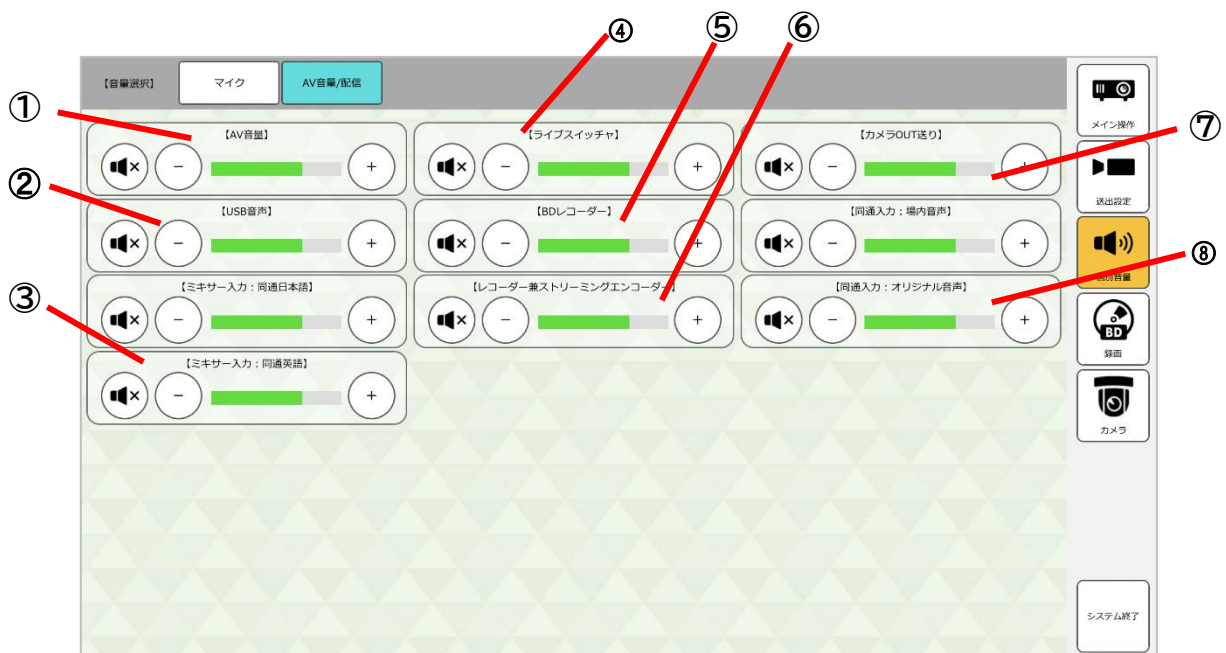 ④ ⑤ ⑥
【音量選択】 マイク AV音量/配信
① ⑦
メイン操作
【AV音量】 【ライブスイッチャ】 【カメラOUT送り】
− + − + − +
②
送出設定
【USB音声】 【BDレコーダー】 【同通入力：場内音声】
− + − + − +
⑧
個別音量
③
【ミキサー入力：同通日本語】 【レコーダー兼ストリーミングエンコーダー】 【同通入力：オリジナル音声】
− + − + − +
BD
録画
【ミキサー入力：同通英語】
− +
カメラ
システム終了